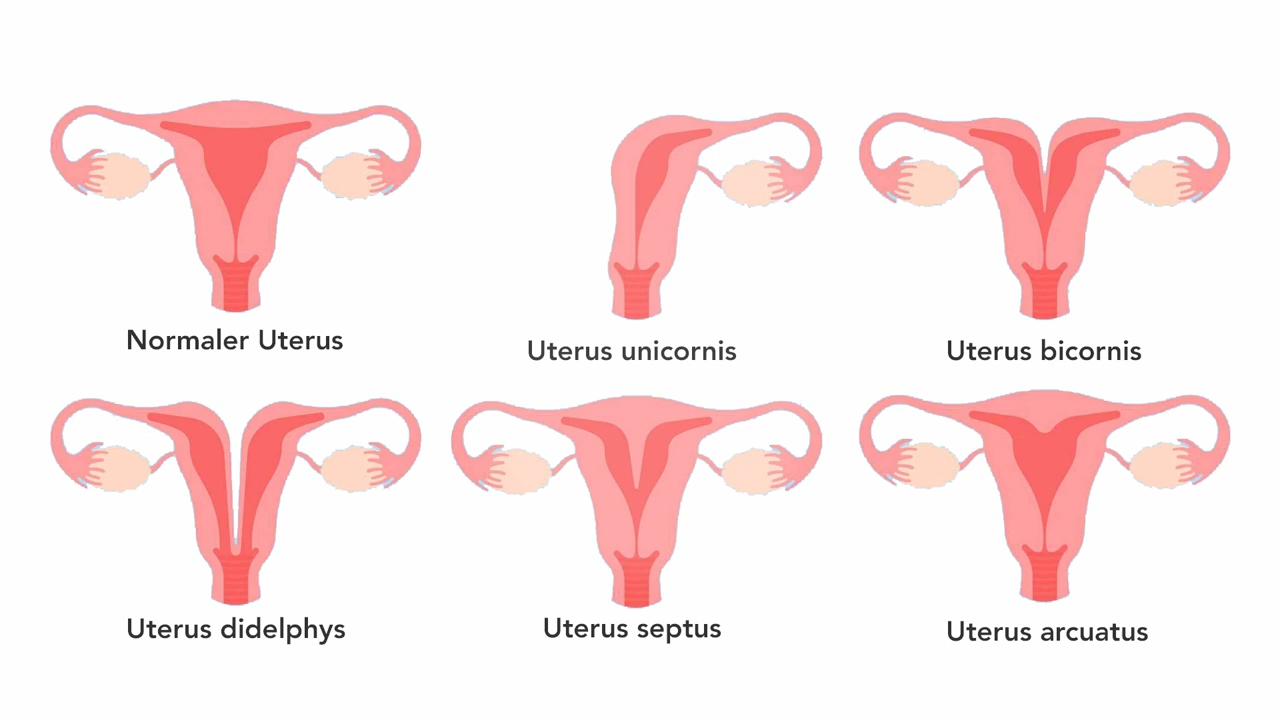 Normaler Uterus
Uterus unicornis
Uterus bicornis
Uterus didelphys
Uterus septus
Uterus arcuatus